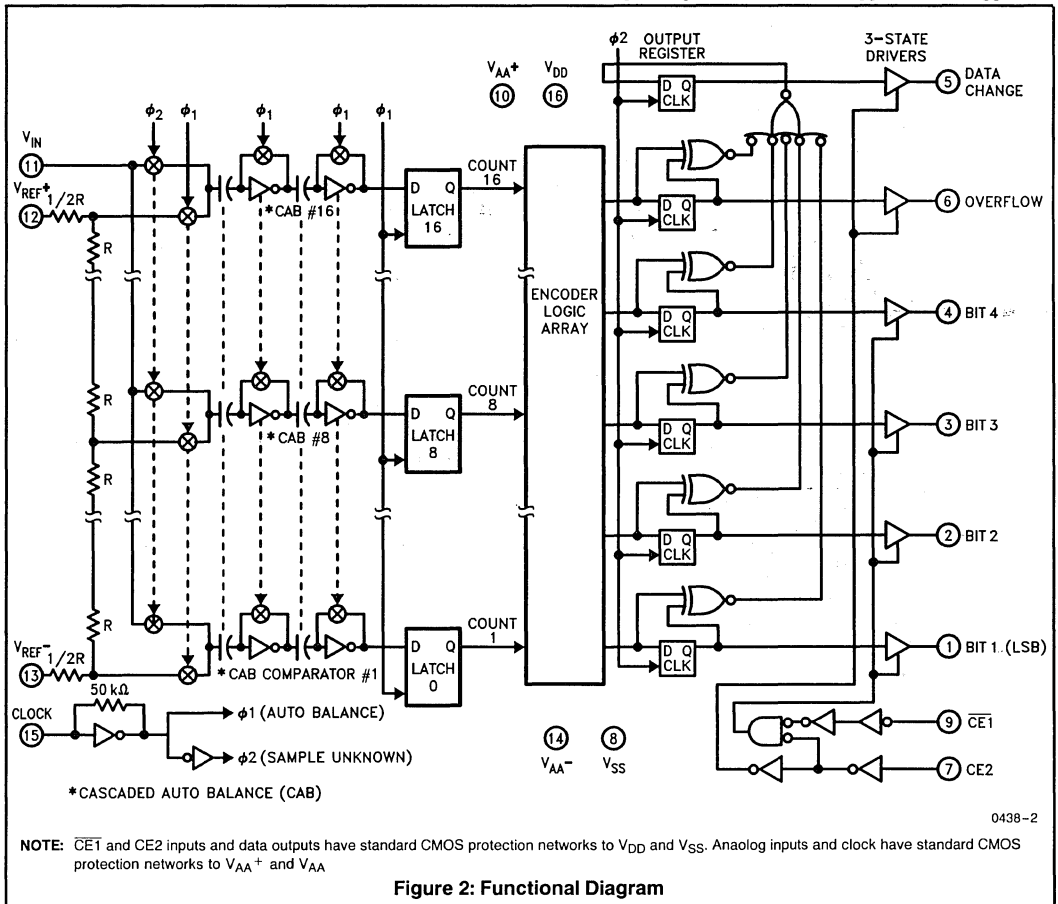 φ2 OUTPUT REGISTER
3-STATE DRIVERS
VAA+ VDD
10 16
D Q
CLK
5 DATA CHANGE
φ2 φ1 φ1 φ1 φ1
VIN
11
VREF+ 1/2R
12
R
*CAB #16
D Q
LATCH
16
COUNT
16
D Q
CLK
6 OVERFLOW
ENCODER
LOGIC
ARRAY
D Q
CLK
4 BIT 4
R
R
*CAB #8
D Q
LATCH
8
COUNT
8
D Q
CLK
3 BIT 3
D Q
CLK
2 BIT 2
R
VREF- 1/2R
13
*CAB COMPARATOR #1
D Q
LATCH
0
COUNT
1
D Q
CLK
1 BIT 1. (LSB)
50 kΩ
CLOCK
15
φ1 (AUTO BALANCE)
φ2 (SAMPLE UNKNOWN)
14 8
VAA- VSS
9 C̅E̅1̅
7 CE2
*CASCADED AUTO BALANCE (CAB)
0438-2
NOTE: C̅E̅1̅ and CE2 inputs and data outputs have standard CMOS protection networks to VDD and VSS. Anaolog inputs and clock have standard CMOS
protection networks to VAA+ and VAA
Figure 2: Functional Diagram